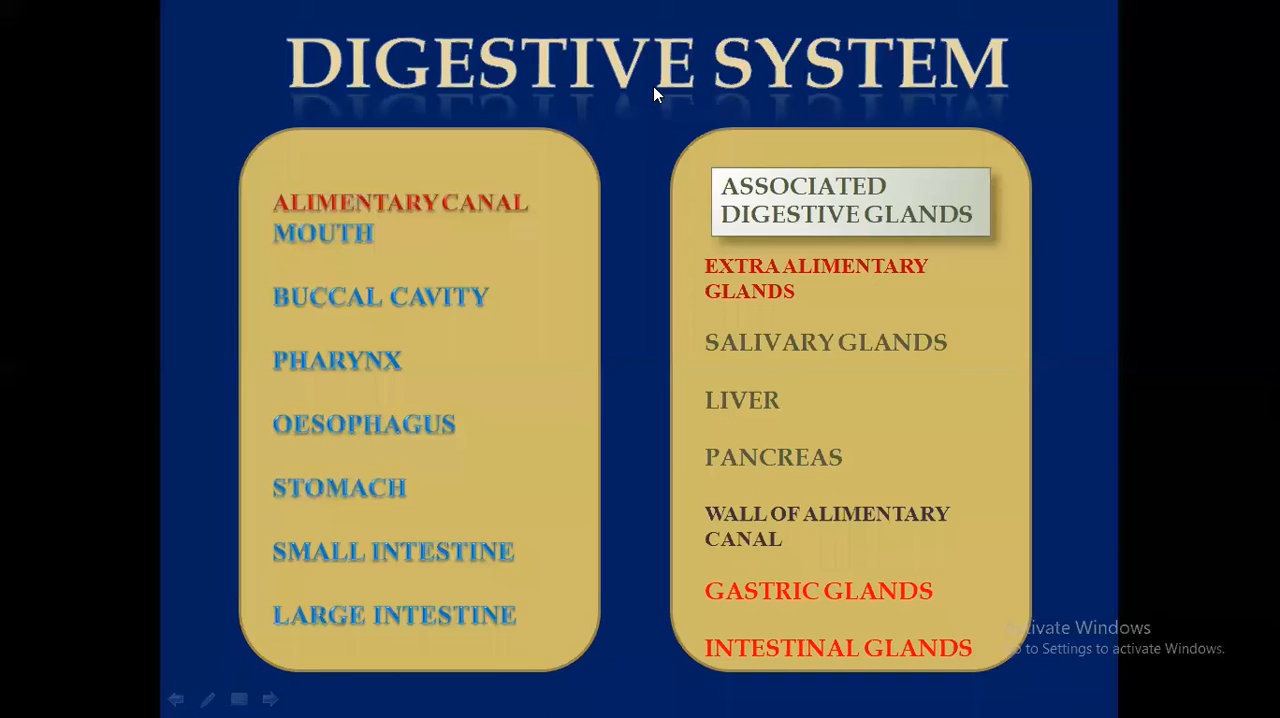 DIGESTIVE SYSTEM
ALIMENTARY CANAL
MOUTH
BUCCAL CAVITY
PHARYNX
OESOPHAGUS
STOMACH
SMALL INTESTINE
LARGE INTESTINE
ASSOCIATED
DIGESTIVE GLANDS
EXTRA ALIMENTARY
GLANDS
SALIVARY GLANDS
LIVER
PANCREAS
WALL OF ALIMENTARY
CANAL
GASTRIC GLANDS
INTESTINAL GLANDS
Windows
to Settings to activate Windows.